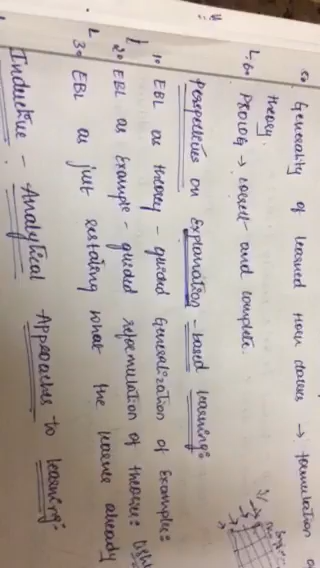 5. Generality of learned horn clauses → formulation of
theory.
6. PROLOG → correct and complete.
Perspectives on Explanation-based learning:
1. EBL as theory-guided generalization of examples:
2. EBL as Example-guided reformulation of theories:
3. EBL as just restating what the learner already
Inductive - Analytical Approaches to Learning: